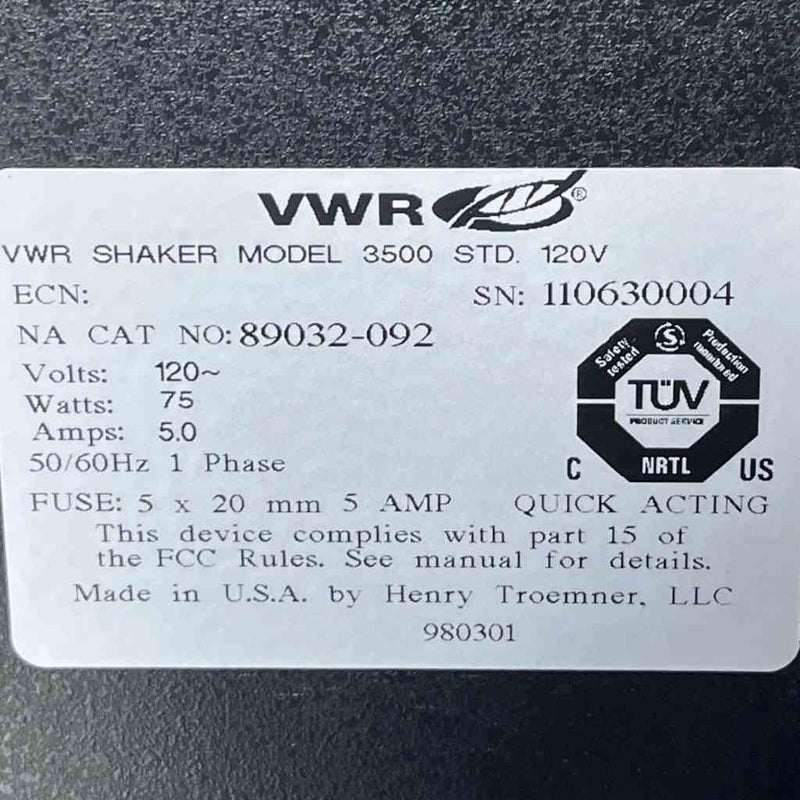 VWR®
VWR SHAKER MODEL 3500 STD. 120V
ECN: SN: 110630004
NA CAT NO: 89032-092
Volts: 120~
Watts: 75
Amps: 5.0
50/60Hz 1 Phase
Safety tested
S
Production monitored
TÜV
PRODUCT SERVICE
C NRTL US
FUSE: 5 x 20 mm 5 AMP QUICK ACTING
This device complies with part 15 of
the FCC Rules. See manual for details.
Made in U.S.A. by Henry Troemner, LLC
980301